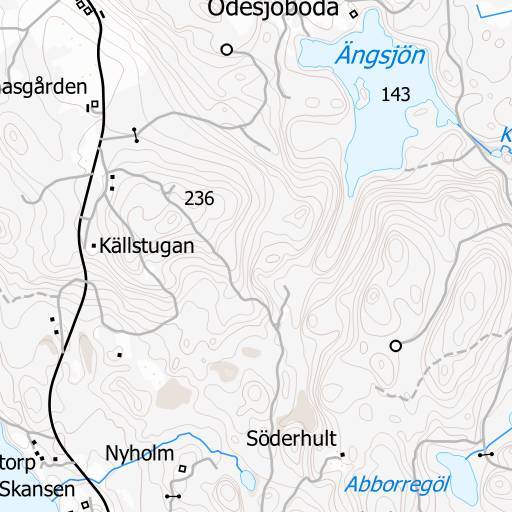 Ödesjöboda
Ängsjön
143
asgården
236
Källstugan
Söderhult
Nyholm
torp
Skansen
Abborregöl
K